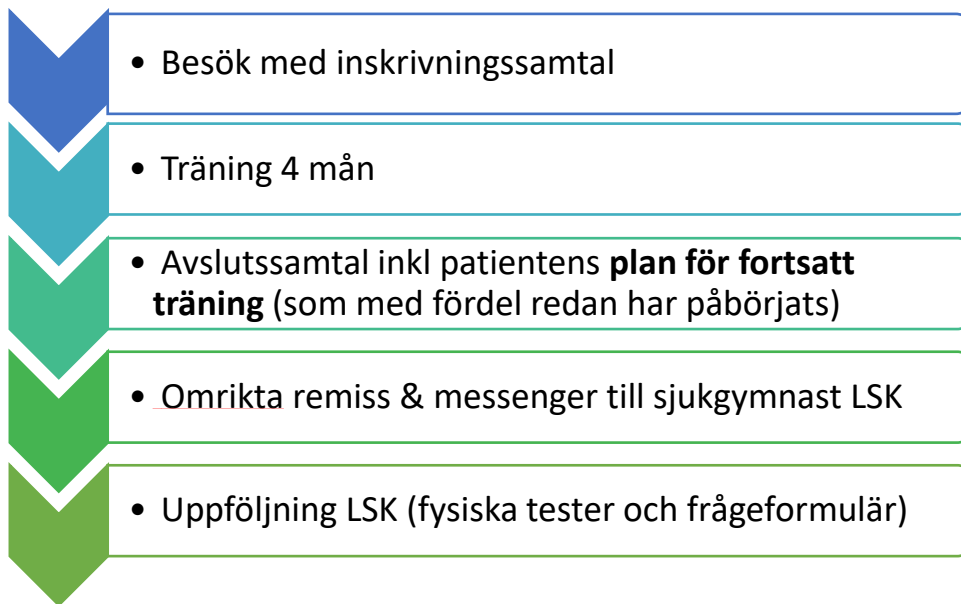 • Besök med inskrivningssamtal
• Träning 4 mån
• Avslutssamtal inkl patientens plan för fortsatt
träning (som med fördel redan har påbörjats)
• Omrikta remiss & messenger till sjukgymnast LSK
• Uppföljning LSK (fysiska tester och frågeformulär)